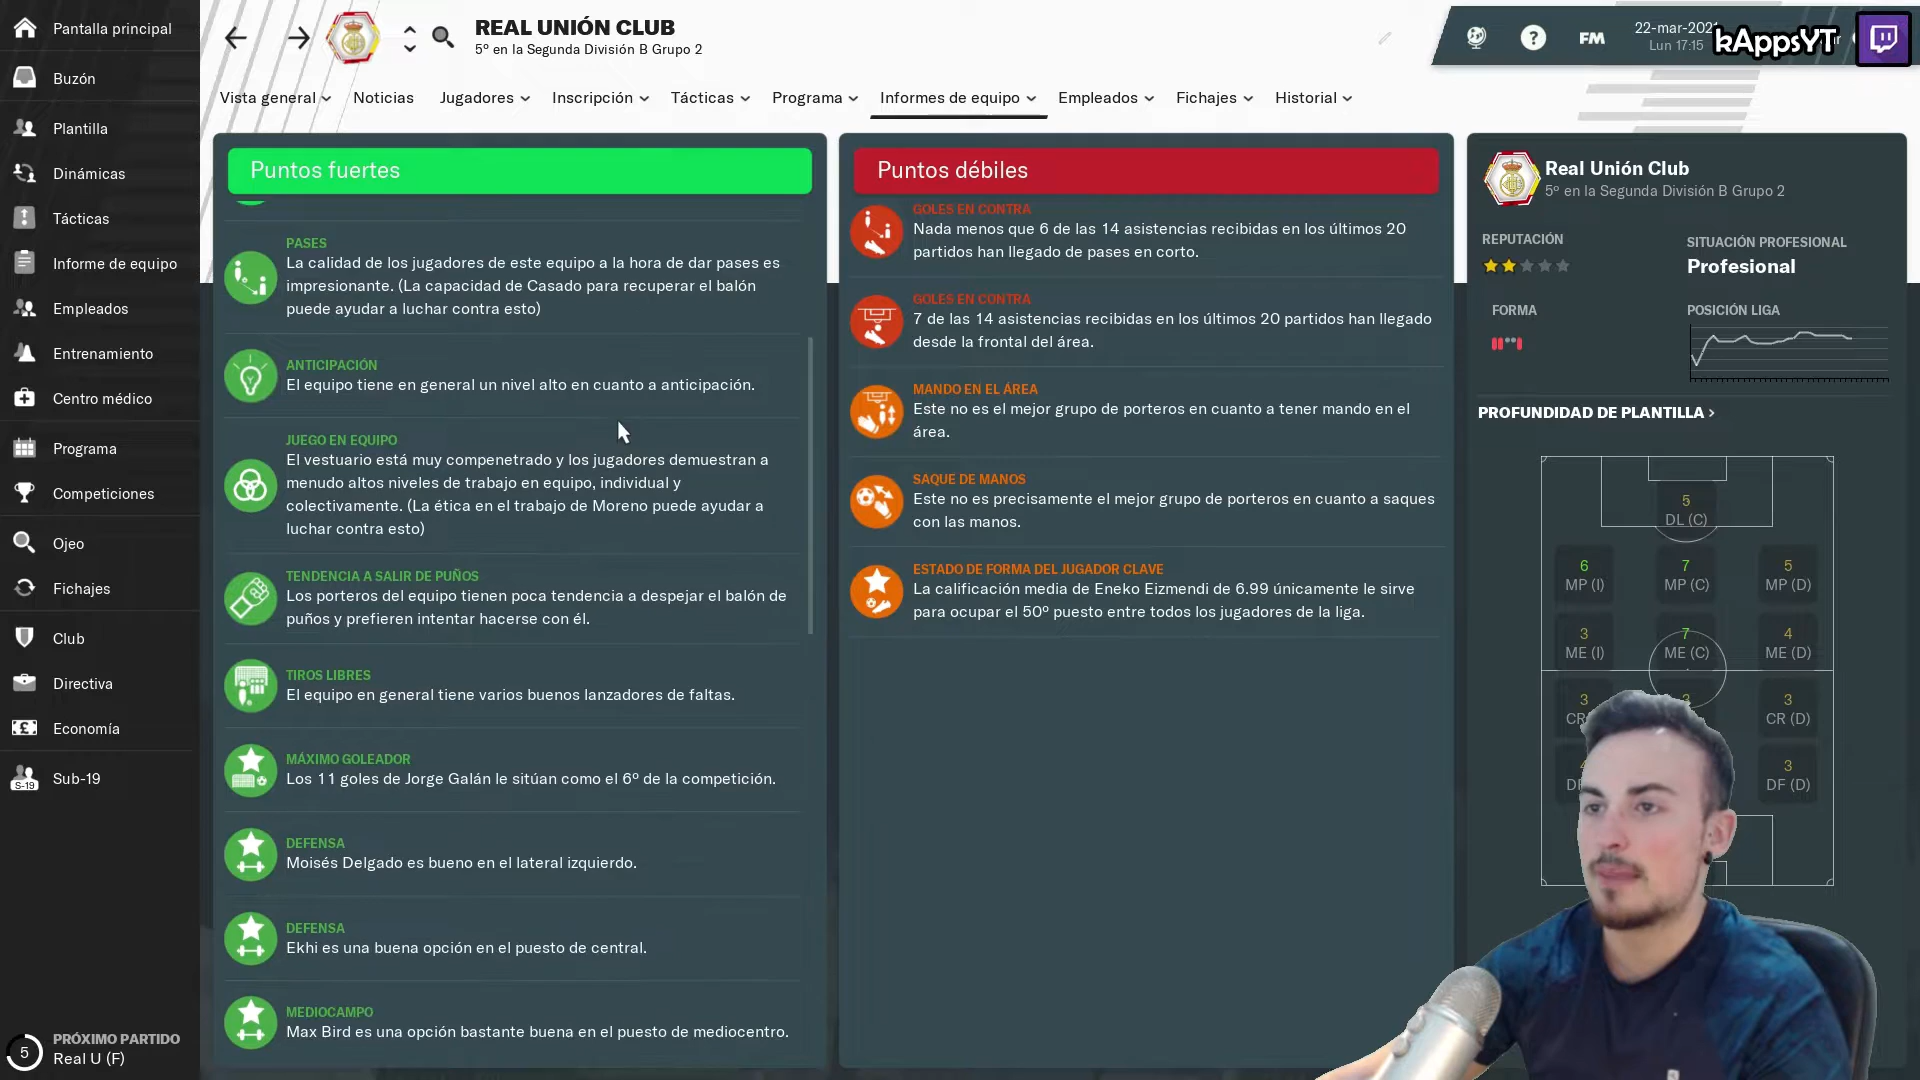 Pantalla principal
Buzón
Plantilla
Dinámicas
Tácticas
Informe de equipo
Empleados
Entrenamiento
Centro médico
Programa
Competiciones
Ojeo
Fichajes
Club
Directiva
Economía
S-19
Sub-19
5
PRÓXIMO PARTIDO
Real U (F)
REAL UNIÓN CLUB
5º en la Segunda División B Grupo 2
?
FM
22-mar-2021
Lun 17:15
kAppsYT
Vista general
Noticias
Jugadores
Inscripción
Tácticas
Programa
Informes de equipo
Empleados
Fichajes
Historial
Puntos fuertes
PASES
La calidad de los jugadores de este equipo a la hora de dar pases es
impresionante. (La capacidad de Casado para recuperar el balón
puede ayudar a luchar contra esto)
ANTICIPACIÓN
El equipo tiene en general un nivel alto en cuanto a anticipación.
JUEGO EN EQUIPO
El vestuario está muy compenetrado y los jugadores demuestran a
menudo altos niveles de trabajo en equipo, individual y
colectivamente. (La ética en el trabajo de Moreno puede ayudar a
luchar contra esto)
TENDENCIA A SALIR DE PUÑOS
Los porteros del equipo tienen poca tendencia a despejar el balón de
puños y prefieren intentar hacerse con él.
TIROS LIBRES
El equipo en general tiene varios buenos lanzadores de faltas.
MÁXIMO GOLEADOR
Los 11 goles de Jorge Galán le sitúan como el 6º de la competición.
DEFENSA
Moisés Delgado es bueno en el lateral izquierdo.
DEFENSA
Ekhi es una buena opción en el puesto de central.
MEDIOCAMPO
Max Bird es una opción bastante buena en el puesto de mediocentro.
Puntos débiles
GOLES EN CONTRA
Nada menos que 6 de las 14 asistencias recibidas en los últimos 20
partidos han llegado de pases en corto.
GOLES EN CONTRA
7 de las 14 asistencias recibidas en los últimos 20 partidos han llegado
desde la frontal del área.
MANDO EN EL ÁREA
Este no es el mejor grupo de porteros en cuanto a tener mando en el
área.
SAQUE DE MANOS
Este no es precisamente el mejor grupo de porteros en cuanto a saques
con las manos.
ESTADO DE FORMA DEL JUGADOR CLAVE
La calificación media de Eneko Eizmendi de 6.99 únicamente le sirve
para ocupar el 50º puesto entre todos los jugadores de la liga.
Real Unión Club
5º en la Segunda División B Grupo 2
REPUTACIÓN
SITUACIÓN PROFESIONAL
Profesional
FORMA
POSICIÓN LIGA
PROFUNDIDAD DE PLANTILLA >
5
DL (C)
6 7 5
MP (I) MP (C) MP (D)
3 7 4
ME (I) ME (C) ME (D)
3 3 3
CR CR (D)
3
DF (D)